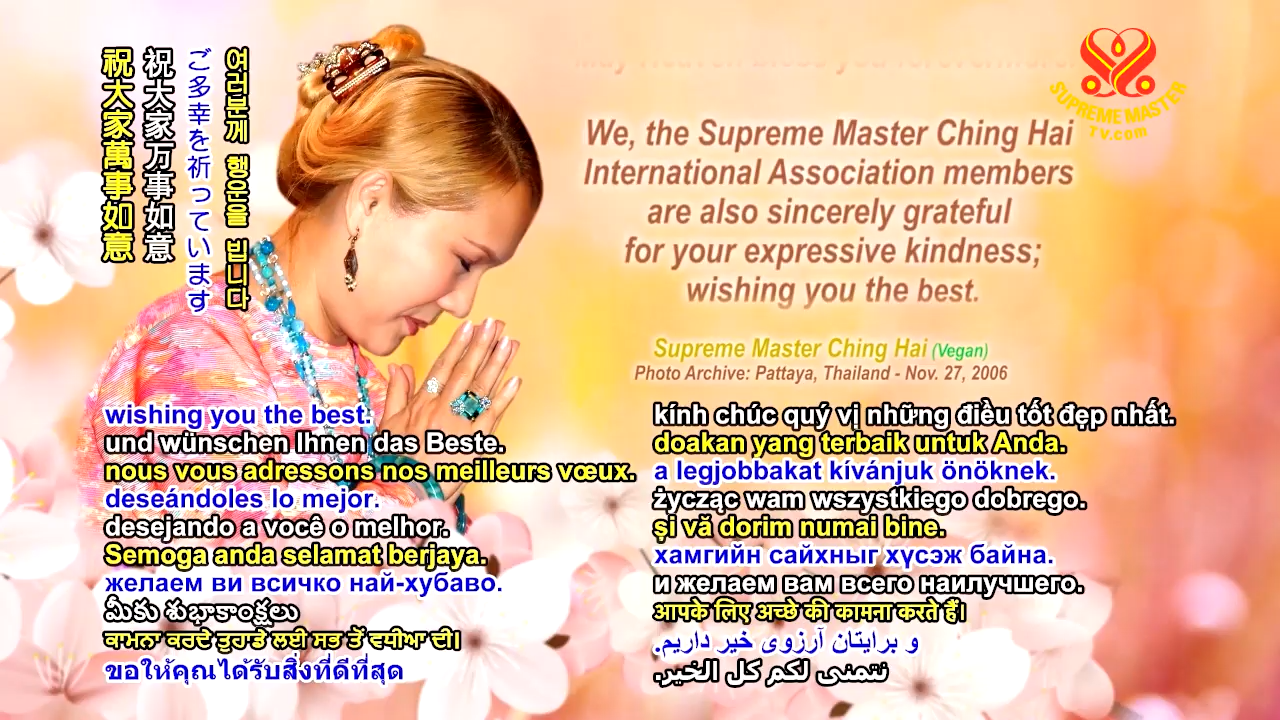 祝大家萬事如意
祝大家万事如意
ご多幸を祈っています
여러분께 행운을 빕니다
May Heaven bless you forevermore.
SUPREME MASTER
TV.com
We, the Supreme Master Ching Hai
International Association members
are also sincerely grateful
for your expressive kindness;
wishing you the best.
Supreme Master Ching Hai (Vegan)
Photo Archive: Pattaya, Thailand - Nov. 27, 2006
wishing you the best.
und wünschen Ihnen das Beste.
nous vous adressons nos meilleurs vœux.
deseándoles lo mejor.
desejando a você o melhor.
Semoga anda selamat berjaya.
желаем ви всичко най-хубаво.
మీకు శుభాకాంక్షలు
ਕਾਮਨਾ ਕਰਦੇ ਤੁਹਾਡੇ ਲਈ ਸਭ ਤੋਂ ਵਧੀਆ ਦੀ|
ขอให้คุณได้รับสิ่งที่ดีที่สุด
kính chúc quý vị những điều tốt đẹp nhất.
doakan yang terbaik untuk Anda.
a legjobbakat kívánjuk önöknek.
życząc wam wszystkiego dobrego.
și vă dorim numai bine.
хамгийн сайхныг хүсэж байна.
и желаем вам всего наилучшего.
आपके लिए अच्छे की कामना करते हैं।
و برایتان آرزوی خیر داریم.
نتمنى لكم كل الخير.